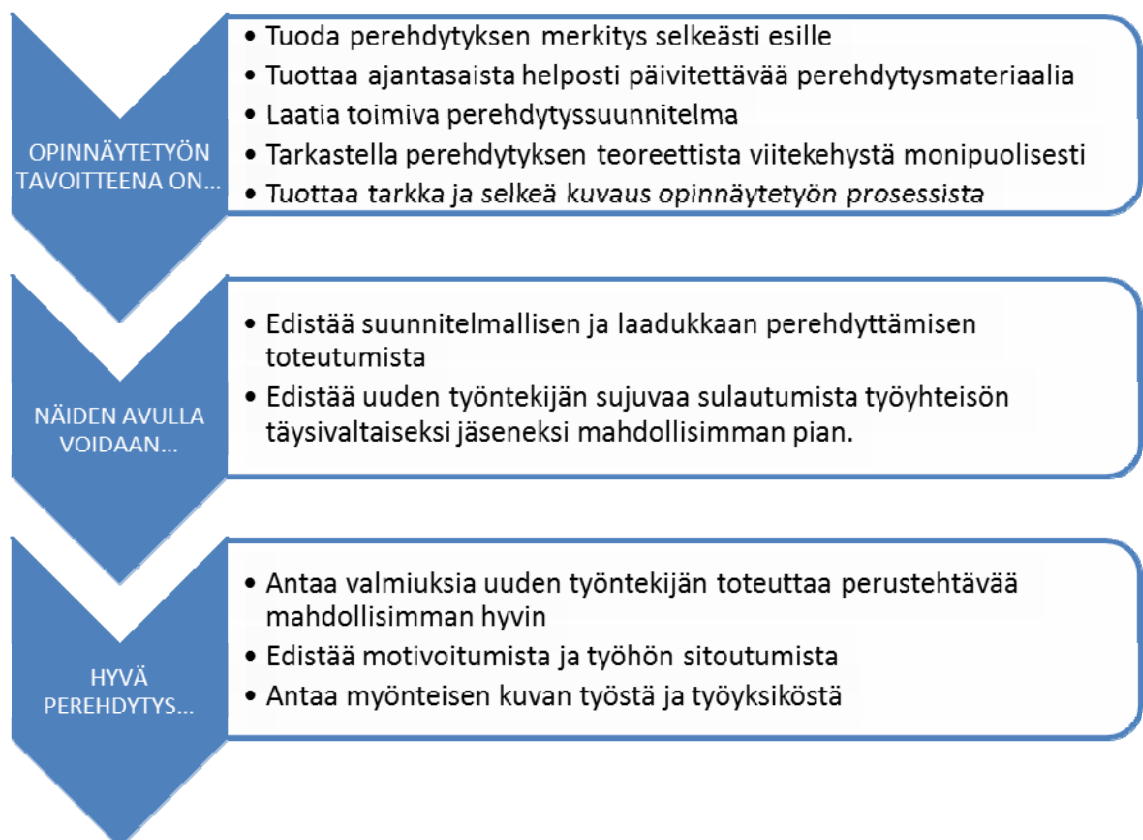 OPINNÄYTETYÖN
TAVOITTEENA ON...
• Tuoda perehdytyksen merkitys selkeästi esille
• Tuottaa ajantasaista helposti päivitettävää perehdytysmateriaalia
• Laatia toimiva perehdytyssuunnitelma
• Tarkastella perehdytyksen teoreettista viitekehystä monipuolisesti
• Tuottaa tarkka ja selkeä kuvaus opinnäytetyön prosessista
NÄIDEN AVULLA
VOIDAAN...
• Edistää suunnitelmallisen ja laadukkaan perehdyttämisen
toteutumista
• Edistää uuden työntekijän sujuvaa sulautumista työyhteisön
täysivaltaiseksi jäseneksi mahdollisimman pian.
HYVÄ
PEREHDYTYS...
• Antaa valmiuksia uuden työntekijän toteuttaa perustehtävää
mahdollisimman hyvin
• Edistää motivoitumista ja työhön sitoutumista
• Antaa myönteisen kuvan työstä ja työyksiköstä